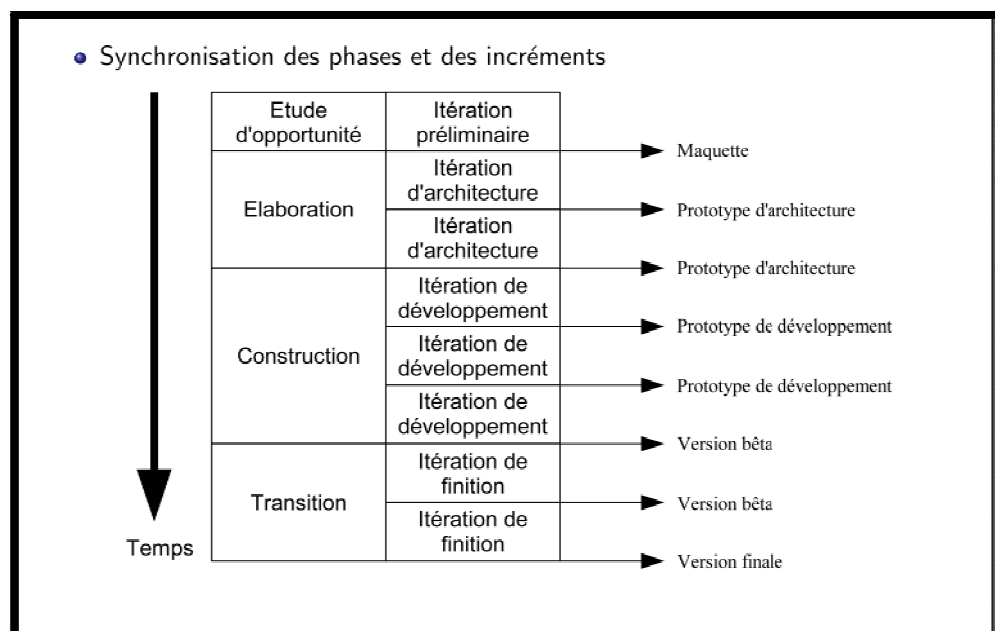 Synchronisation des phases et des incréments
Etude
d'opportunité
Itération
préliminaire
Maquette
Elaboration
Itération
d'architecture
Prototype d'architecture
Itération
d'architecture
Prototype d'architecture
Construction
Itération de
développement
Prototype de développement
Itération de
développement
Prototype de développement
Itération de
développement
Version bêta
Transition
Itération de
finition
Version bêta
Itération de
finition
Version finale
Temps